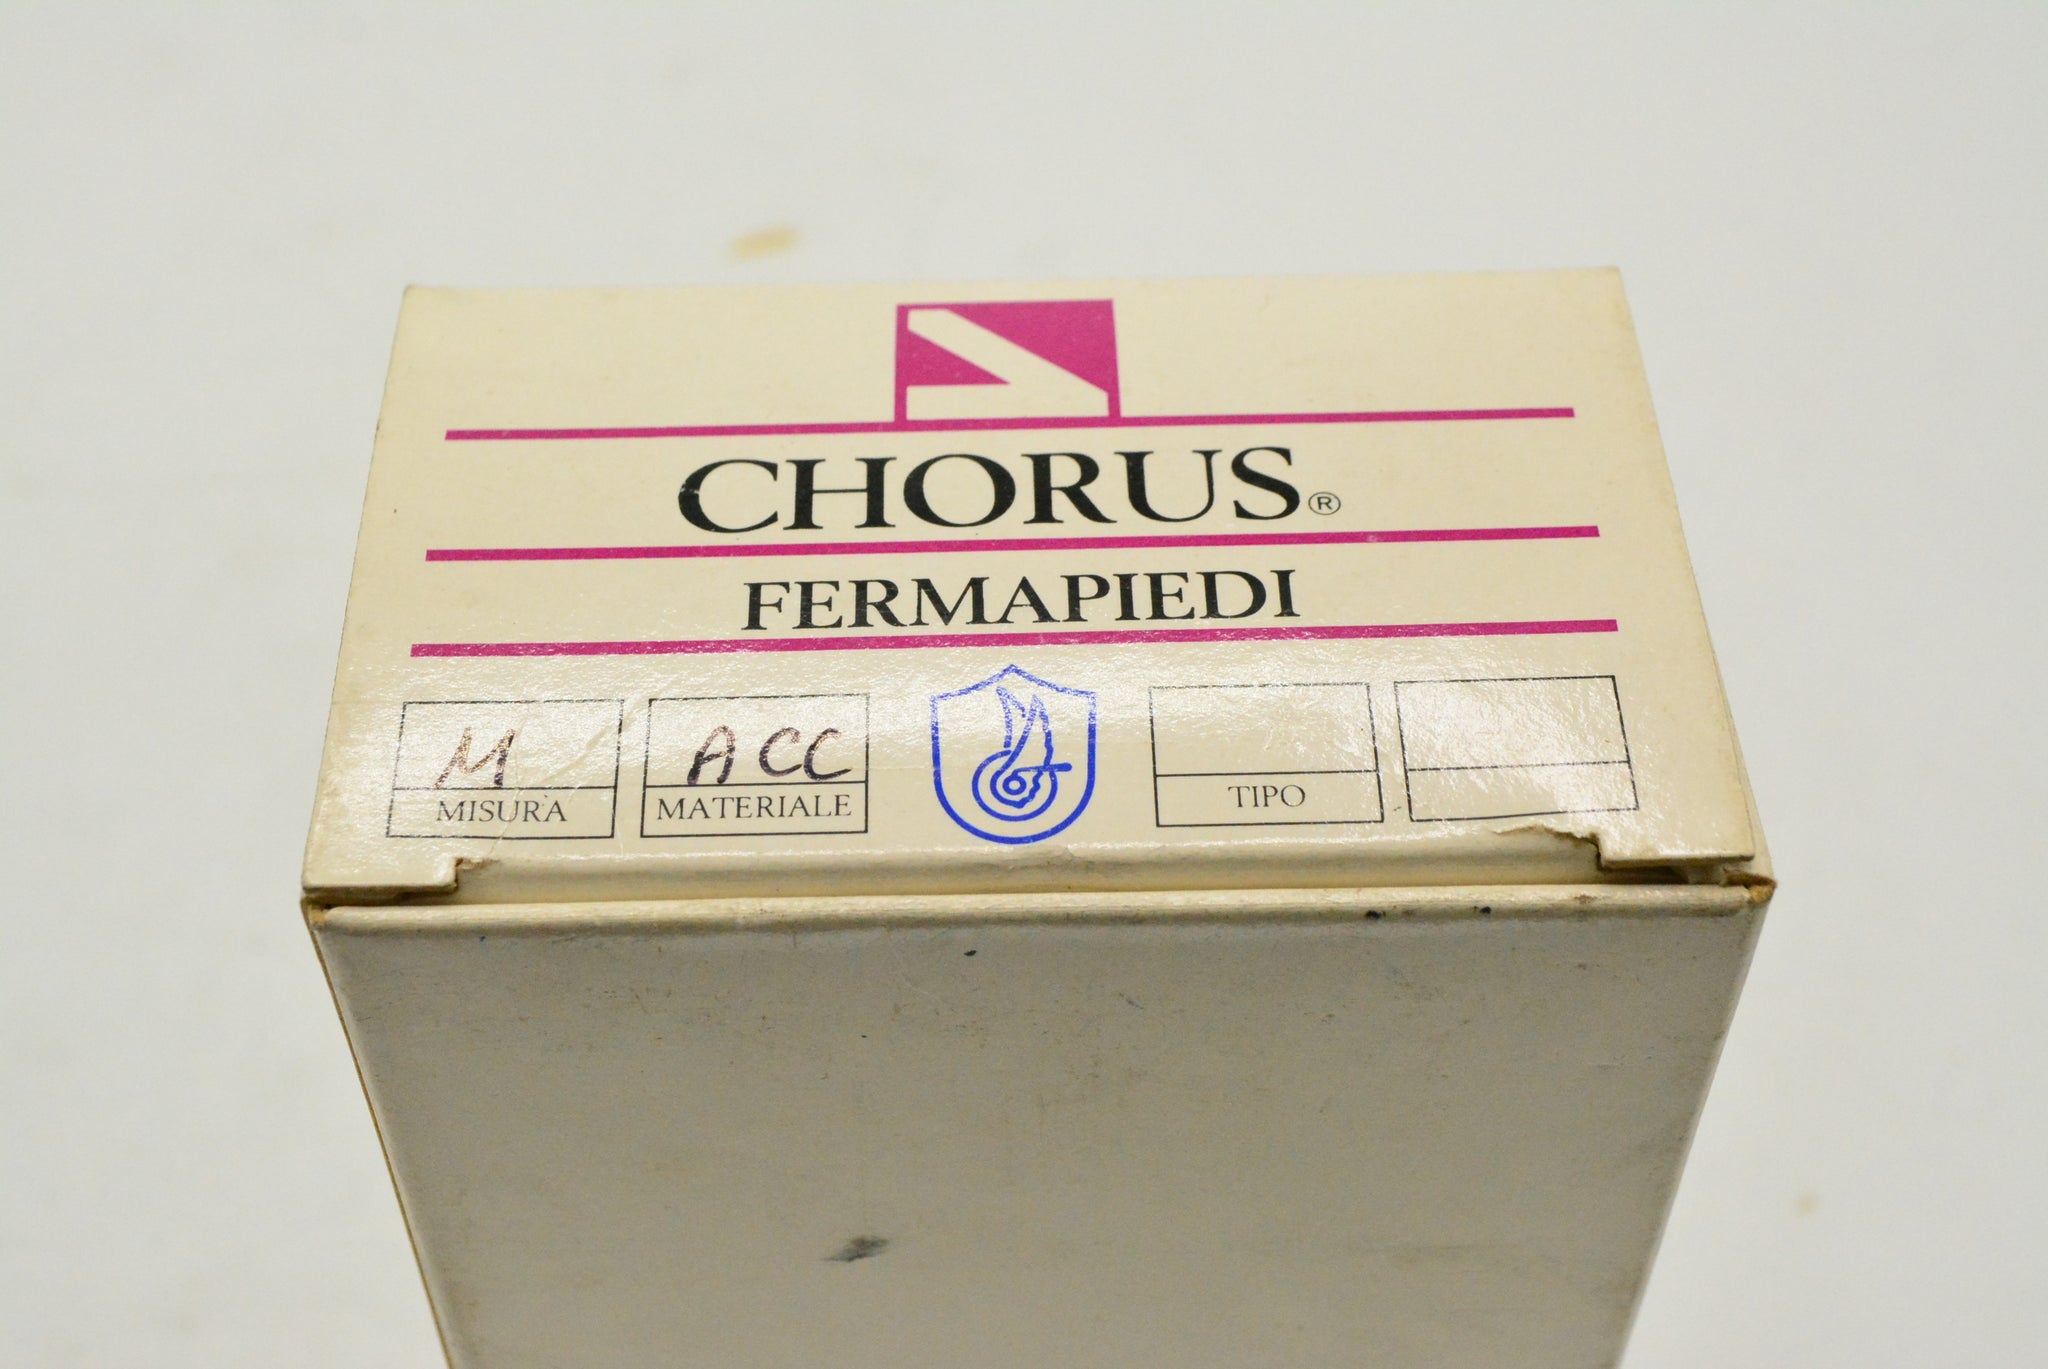 CHORUS®
FERMAPIEDI
M ACC
MISURA MATERIALE TIPO